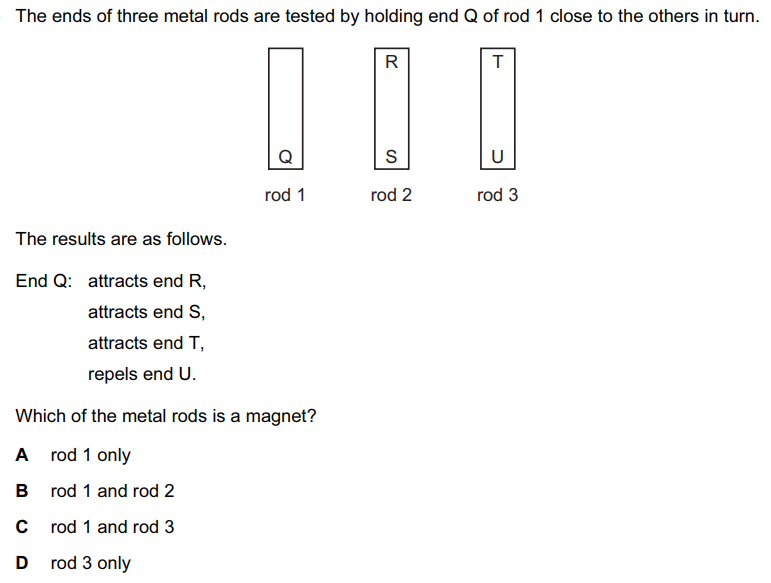 The ends of three metal rods are tested by holding end Q of rod 1 close to the others in turn.
R T
Q S U
rod 1 rod 2 rod 3
The results are as follows.
End Q: attracts end R,
attracts end S,
attracts end T,
repels end U.
Which of the metal rods is a magnet?
A rod 1 only
B rod 1 and rod 2
C rod 1 and rod 3
D rod 3 only